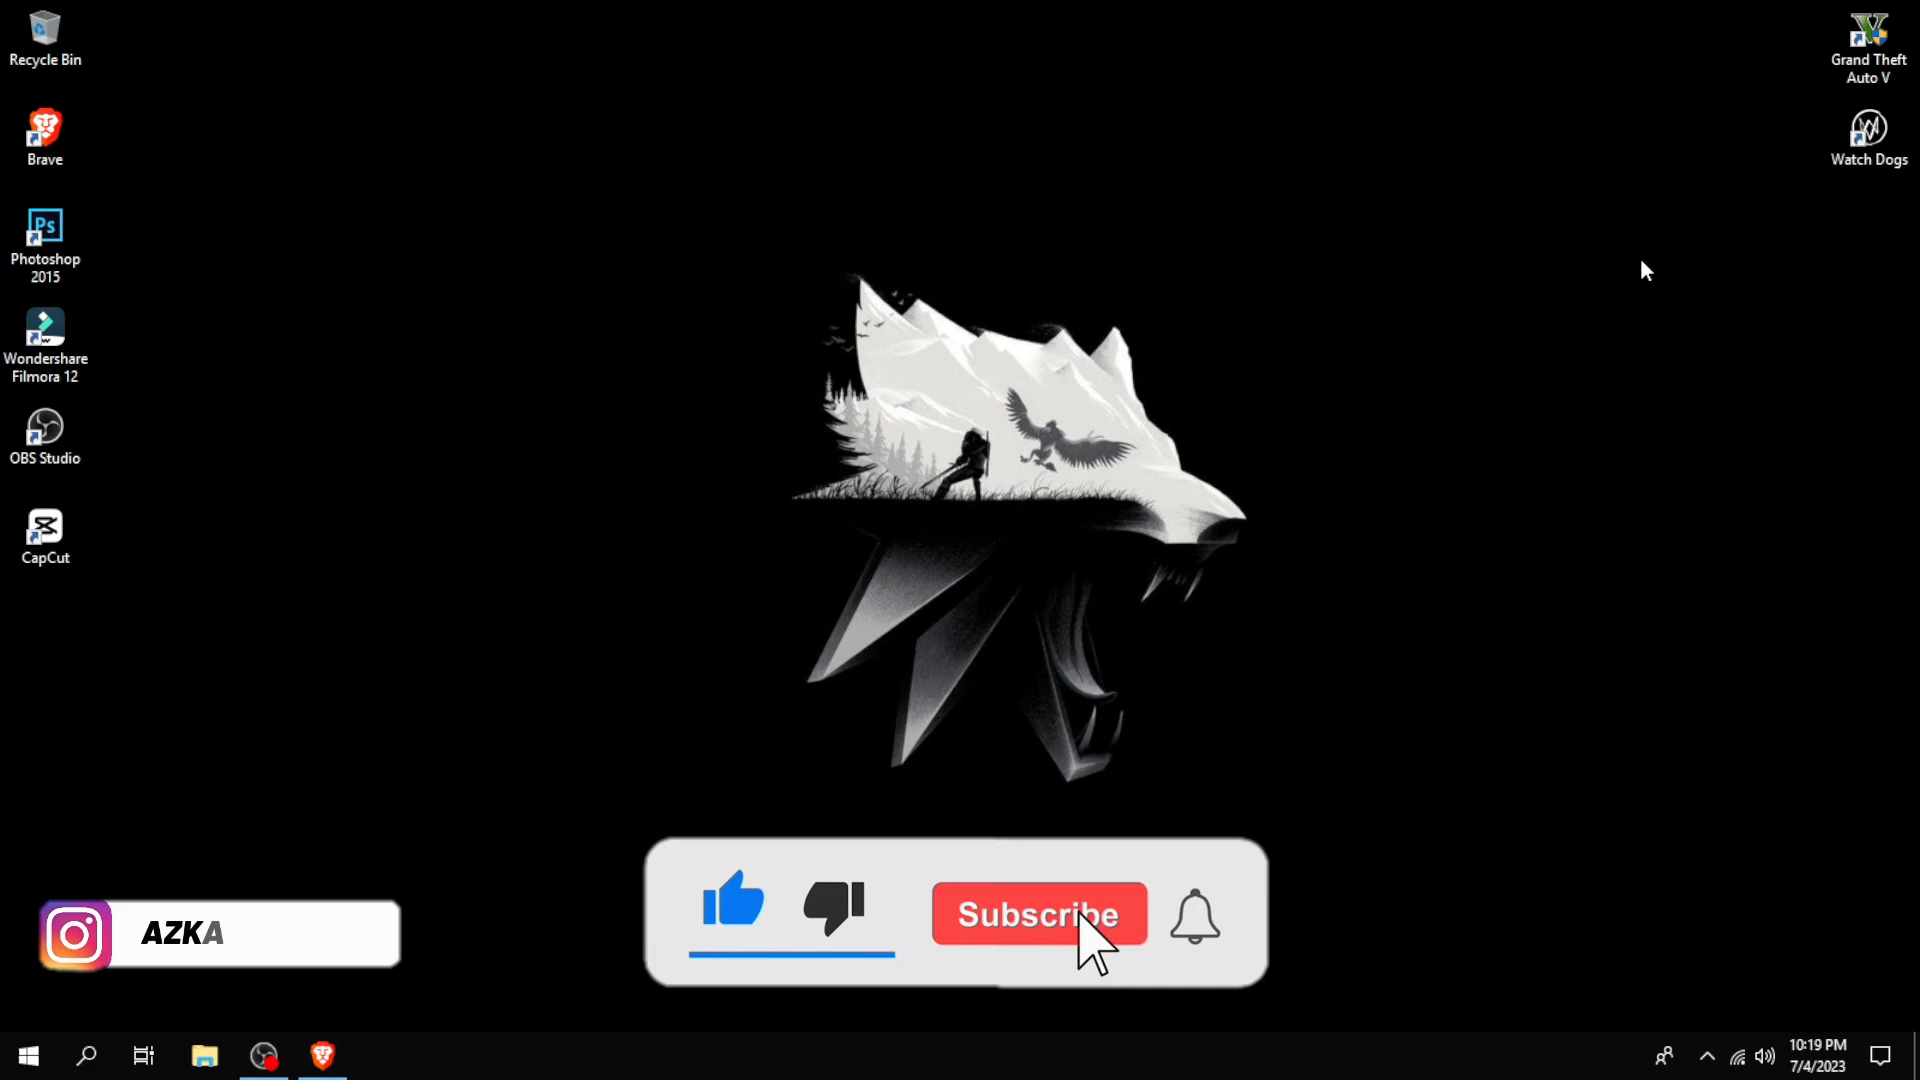 Recycle Bin
Brave
Ps
Photoshop
2015
Wondershare
Filmora 12
OBS Studio
CapCut
Grand Theft
Auto V
Watch Dogs
AZKA
Subscribe
10:19 PM
7/4/2023